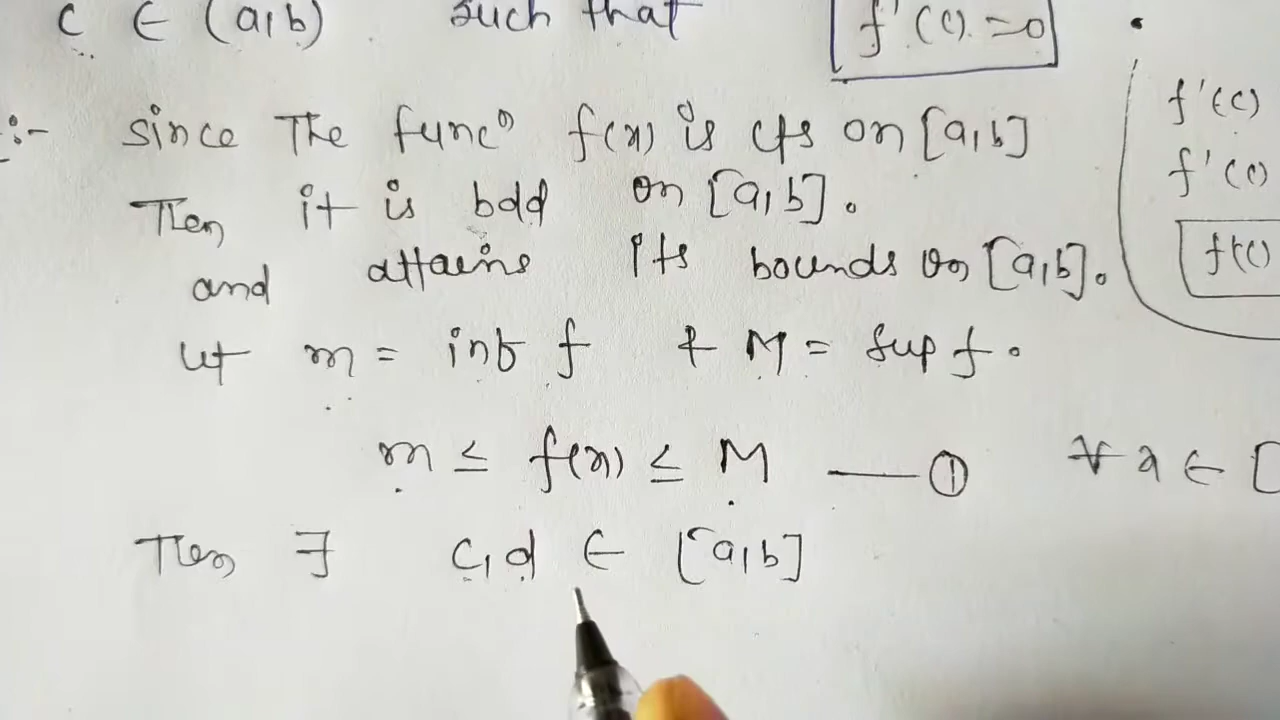 c ∈ (a,b) such that f'(c) = 0
:- since The funcⁿ f(x) is cts on [a,b]
Then it is bdd on [a,b].
and attains its bounds on [a,b].
let m = inf f & M = sup f.
m ≤ f(x) ≤ M —— ① ∀ x ∈ [
Then ∃ c, d ∈ [a,b]
f'(c)
f'(c)
f'(c)